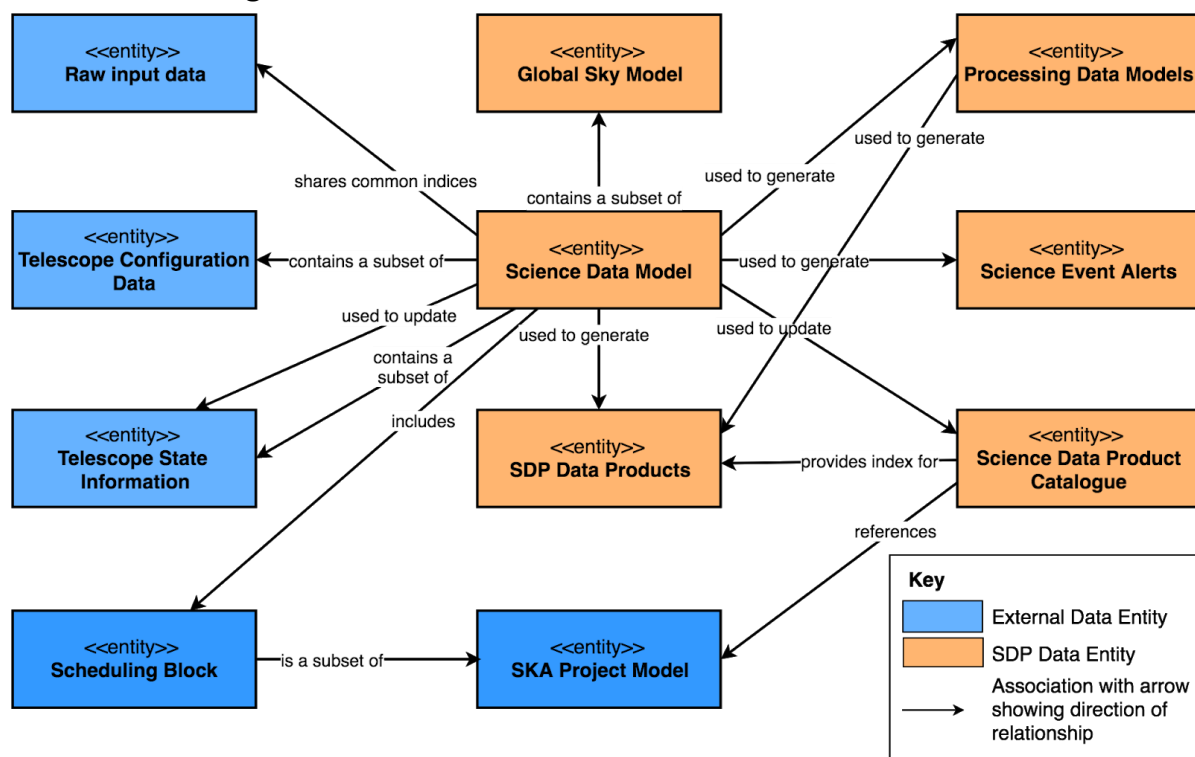 <<entity>>
Raw input data
<<entity>>
Global Sky Model
<<entity>>
Processing Data Models
used to generate
shares common indices
used to generate
contains a subset of
<<entity>>
Telescope Configuration
Data
contains a subset of
<<entity>>
Science Data Model
used to generate
<<entity>>
Science Event Alerts
used to update
used to generate
used to update
contains a
subset of
includes
<<entity>>
Telescope State
Information
<<entity>>
SDP Data Products
provides index for
<<entity>>
Science Data Product
Catalogue
references
<<entity>>
Scheduling Block
is a subset of
<<entity>>
SKA Project Model
Key
External Data Entity
SDP Data Entity
Association with arrow
showing direction of
relationship